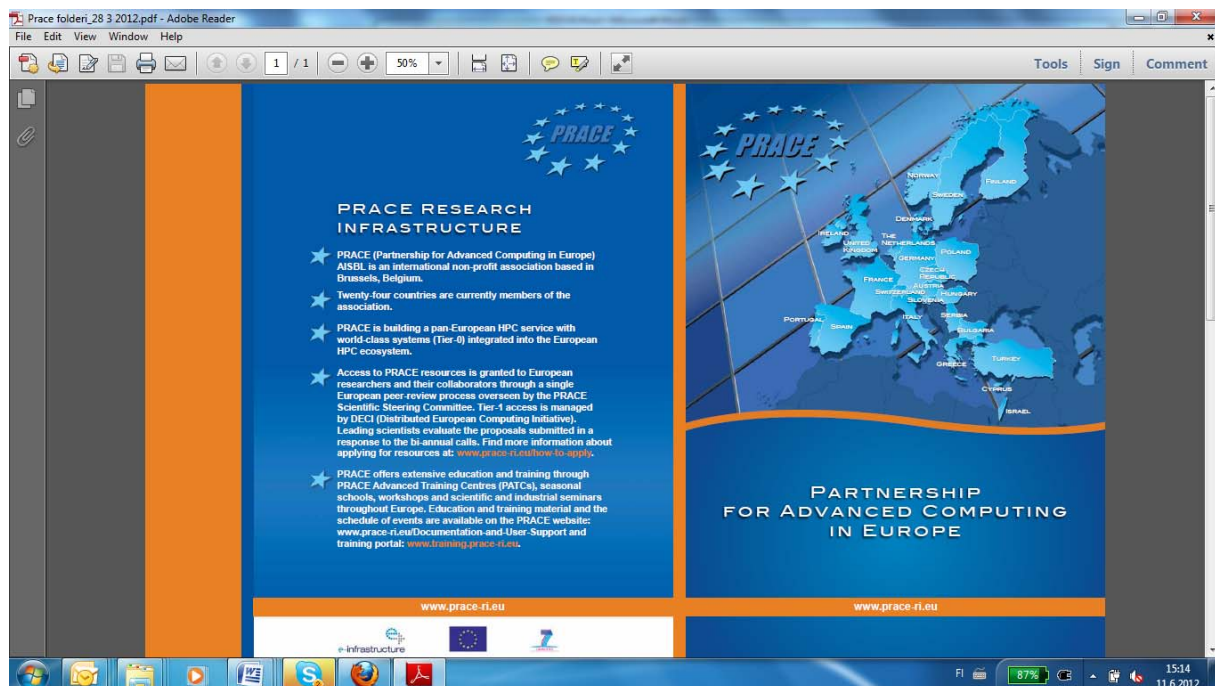 Prace folderi_28 3 2012.pdf - Adobe Reader
File Edit View Window Help
1 / 1 50% Tools Sign Comment
PRACE
PRACE RESEARCH
INFRASTRUCTURE
PRACE (Partnership for Advanced Computing in Europe)
AISBL is an international non-profit association based in
Brussels, Belgium.
Twenty-four countries are currently members of the
association.
PRACE is building a pan-European HPC service with
world-class systems (Tier-0) integrated into the European
HPC ecosystem.
Access to PRACE resources is granted to European
researchers and their collaborators through a single
European peer-review process overseen by the PRACE
Scientific Steering Committee. Tier-1 access is managed
by DECI (Distributed European Computing Initiative).
Leading scientists evaluate the proposals submitted in a
response to the bi-annual calls. Find more information about
applying for resources at: www.prace-ri.eu/how-to-apply.
PRACE offers extensive education and training through
PRACE Advanced Training Centres (PATCs), seasonal
schools, workshops and scientific and industrial seminars
throughout Europe. Education and training material and the
schedule of events are available on the PRACE website:
www.prace-ri.eu/Documentation-and-User-Support and
training portal: www.training.prace-ri.eu.
www.prace-ri.eu
e-infrastructure
PRACE
NORWAY
FINLAND
SWEDEN
DENMARK
IRELAND
UNITED
KINGDOM
THE
NETHERLANDS
GERMANY
POLAND
CZECH
REPUBLIC
FRANCE
AUSTRIA
SWITZERLAND
HUNGARY
SLOVENIA
PORTUGAL
SPAIN
ITALY
SERBIA
BULGARIA
GREECE
TURKEY
CYPRUS
ISRAEL
PARTNERSHIP
FOR ADVANCED COMPUTING
IN EUROPE
www.prace-ri.eu
FI 87% 15:14
11.6.2012